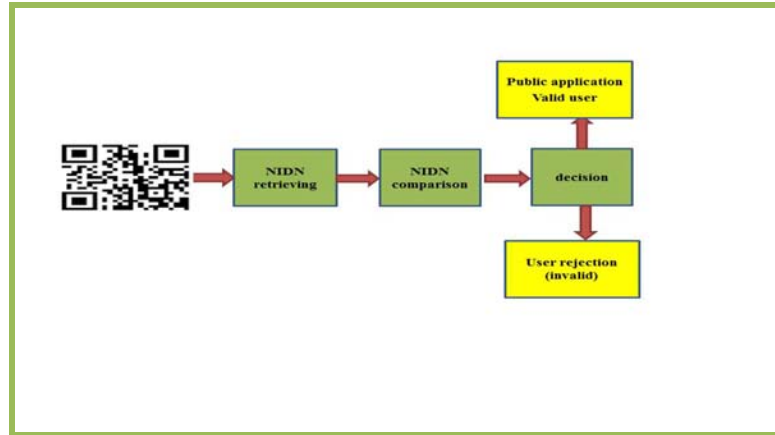 Public application
Valid user
NIDN
retrieving
NIDN
comparison
decision
User rejection
(invalid)